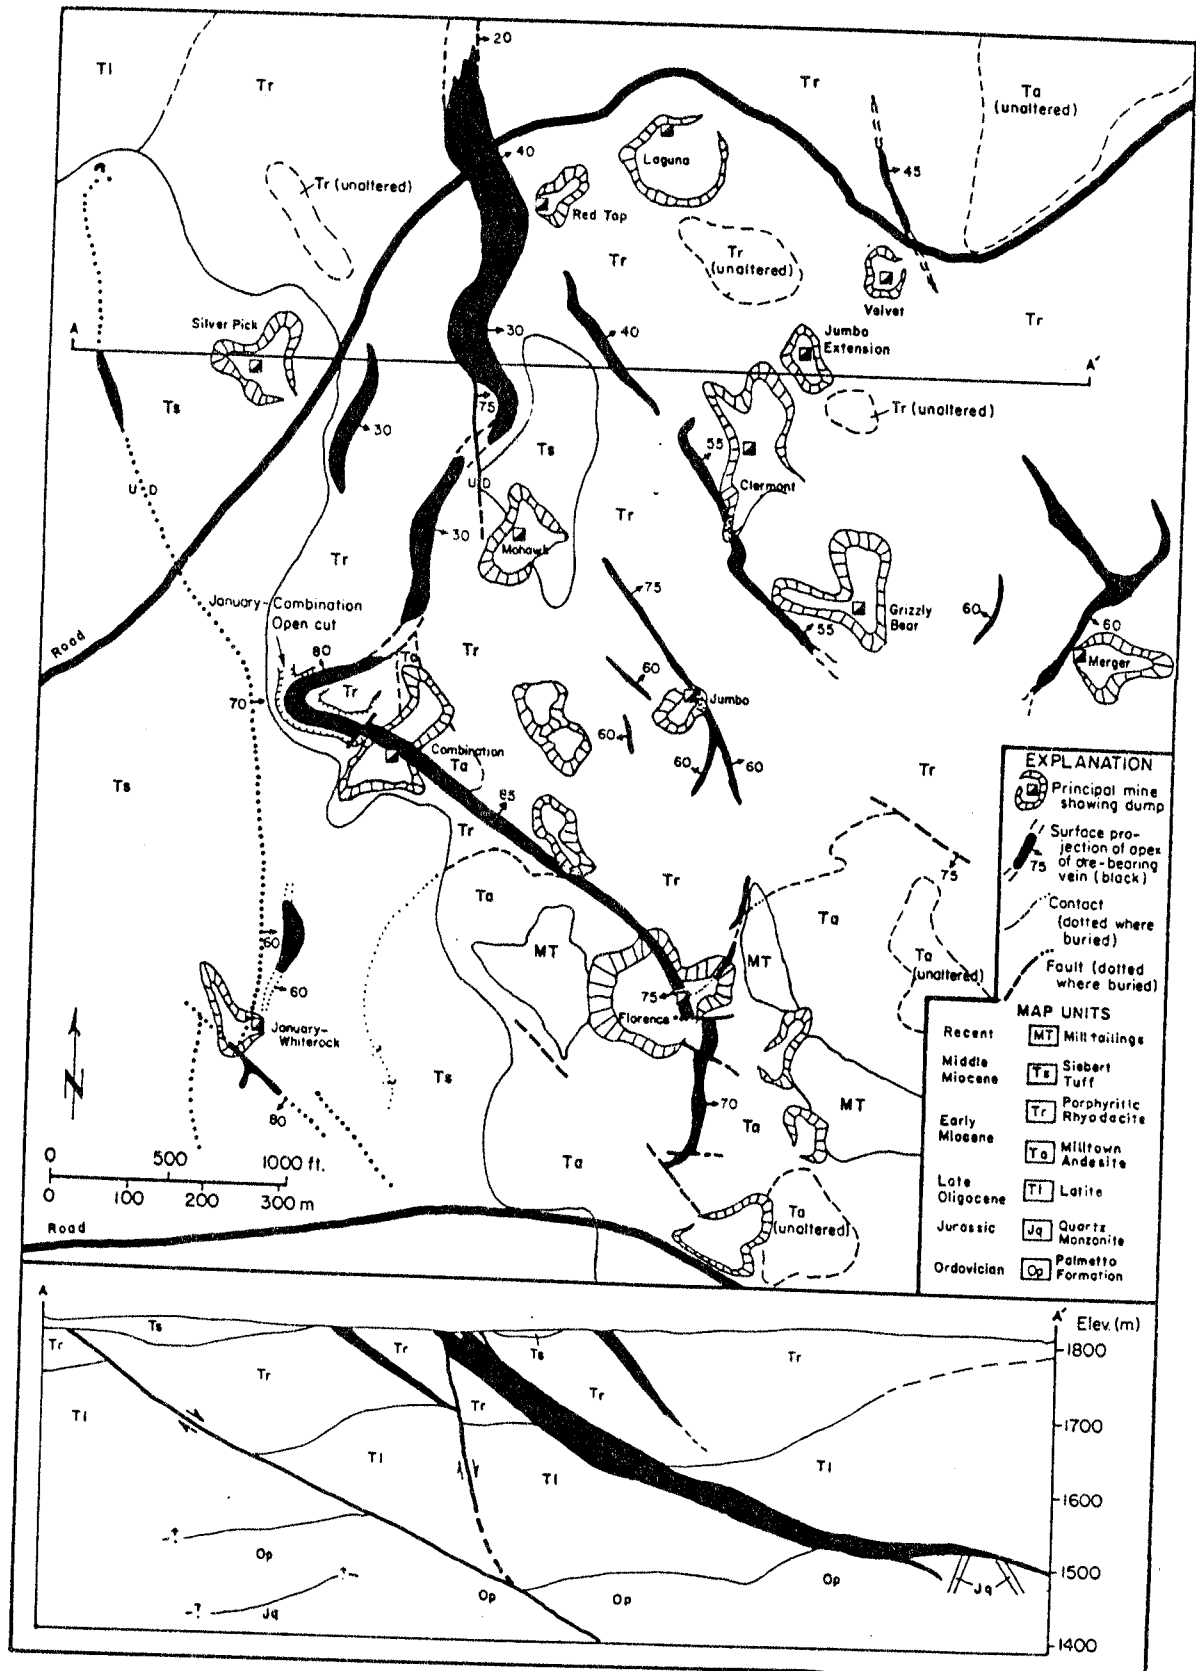 20
Tl
Tr
Tr
Ta
(unaltered)
40
Laguna
45
Tr (unaltered)
Red Top
Tr
Tr
(unaltered)
Velvet
Tr
Silver Pick
A
30
40
Jumbo
Extension
A'
Ts
75
Tr (unaltered)
30
Ts
55
U D
U D
Clermont
Tr
30
Mohawk
Tr
75
January-Combination
Open cut
60
Grizzly
Bear
60
Road
80
Ta
Tr
55
Merger
Tr
60
70
Jumbo
Combination
Ta
60
60
60
Ts
Tr
85
Tr
Tr
75
Ta
Ta
MT
MT
Ta
(unaltered)
60
60
75
Florence
January-
Whiterock
Ts
70
MT
Ta
80
Ta
Ta
(unaltered)
N
0 500 1000 ft.
0 100 200 300 m
Road
EXPLANATION
Principal mine
showing dump
Surface pro-
jection of apex
of ore-bearing
vein (black)
75
Contact
(dotted where
buried)
Fault (dotted
where buried)
MAP UNITS
Recent MT Mill tailings
Middle
Miocene
Ts Siebert
Tuff
Early
Miocene
Tr Porphyritic
Rhyodacite
Ta Milltown
Andesite
Late
Oligocene
Tl Latite
Jurassic Jq Quartz
Monzonite
Ordovician Op Palmetto
Formation
A
A' Elev. (m)
Ts
Tr
Tr
Ts
Tr
1800
Tr
Tr
Tr
Tl
1700
Tl
Tl
Tl
1600
-?
Op
Op
Op
Op
1500
Jq
?-
-?
Jq
1400